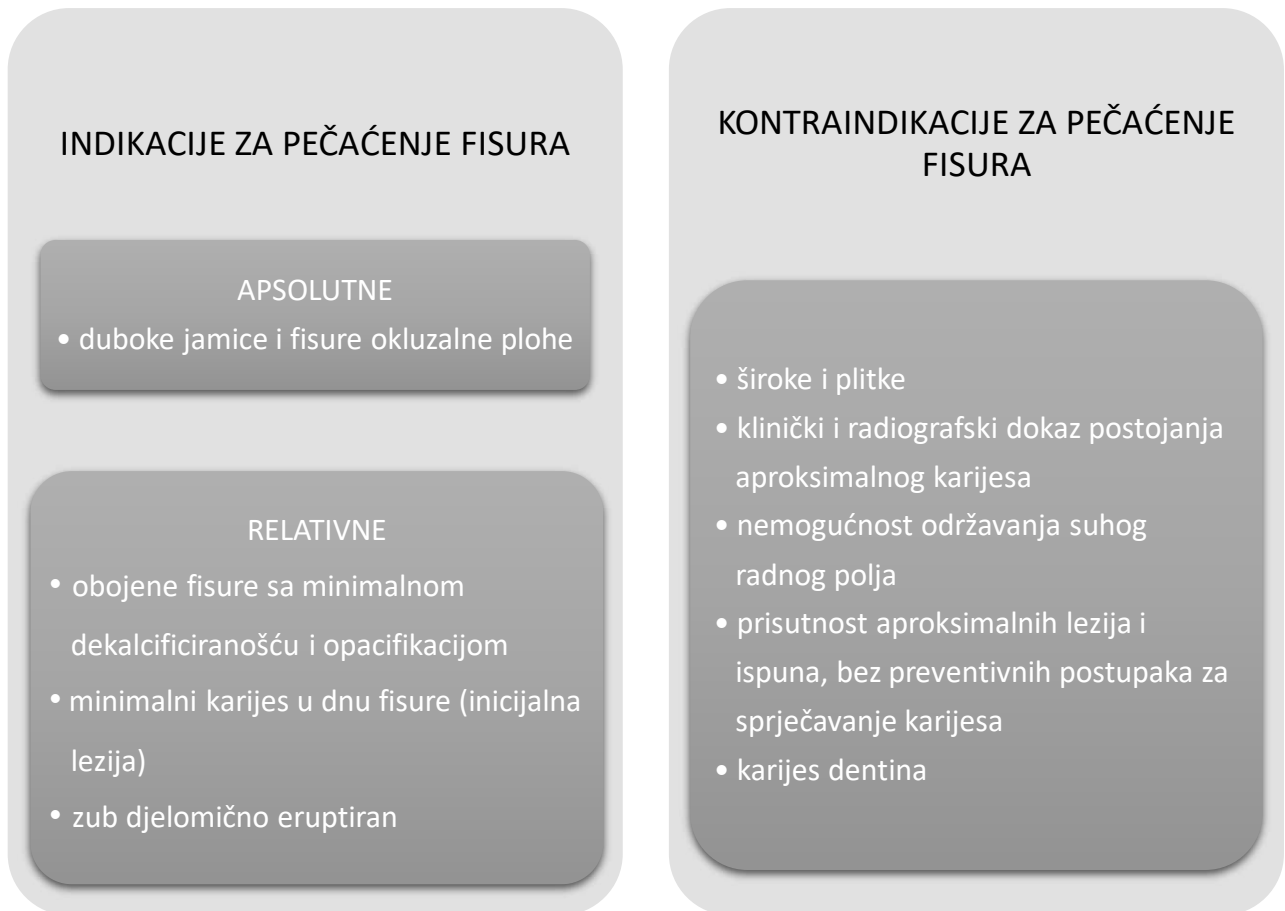 INDIKACIJE ZA PEČAĆENJE FISURA
APSOLUTNE
• duboke jamice i fisure okluzalne plohe
RELATIVNE
• obojene fisure sa minimalnom
dekalcificiranošću i opacifikacijom
• minimalni karijes u dnu fisure (inicijalna
lezija)
• zub djelomično eruptiran
KONTRAINDIKACIJE ZA PEČAĆENJE
FISURA
• široke i plitke
• klinički i radiografski dokaz postojanja
aproksimalnog karijesa
• nemogućnost održavanja suhog
radnog polja
• prisutnost aproksimalnih lezija i
ispuna, bez preventivnih postupaka za
sprječavanje karijesa
• karijes dentina